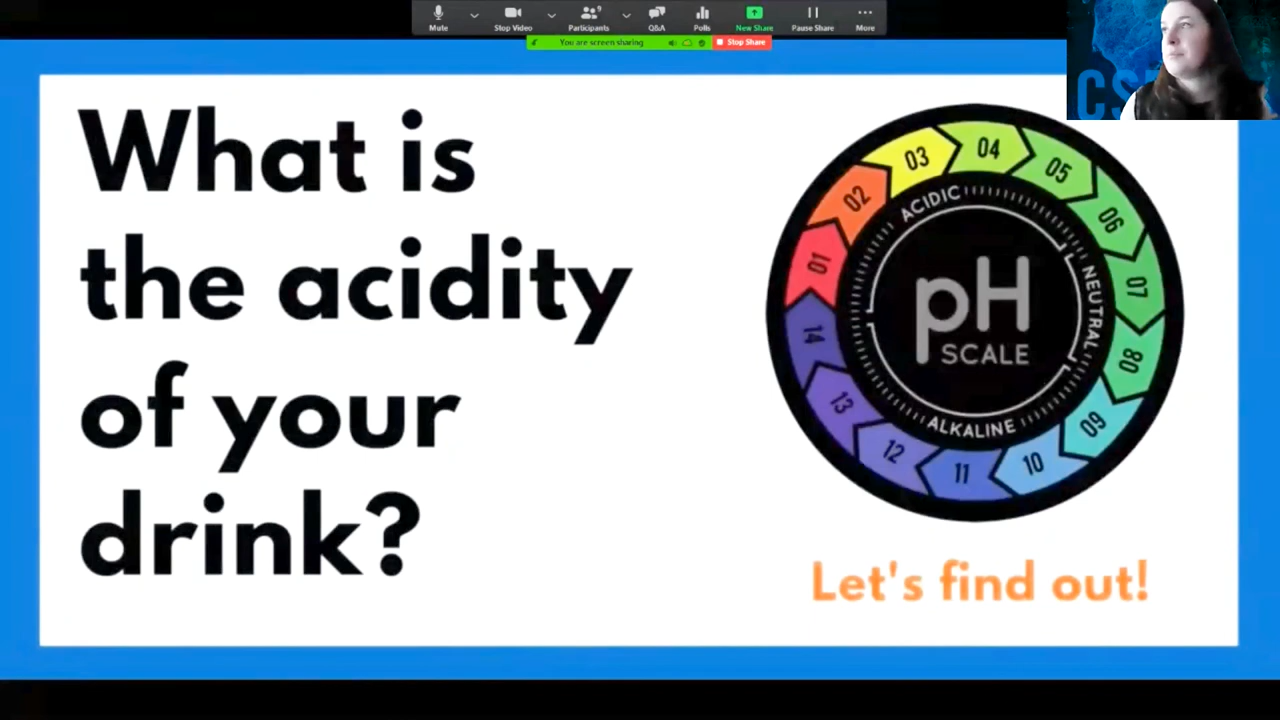 Mute
Stop Video
Participants
9
Q&A
Polls
New Share
Pause Share
More
You are screen sharing
Stop Share
What is
the acidity
of your
drink?
01
02
03
04
05
06
07
08
09
10
11
12
13
14
ACIDIC
NEUTRAL
ALKALINE
pH
SCALE
Let's find out!